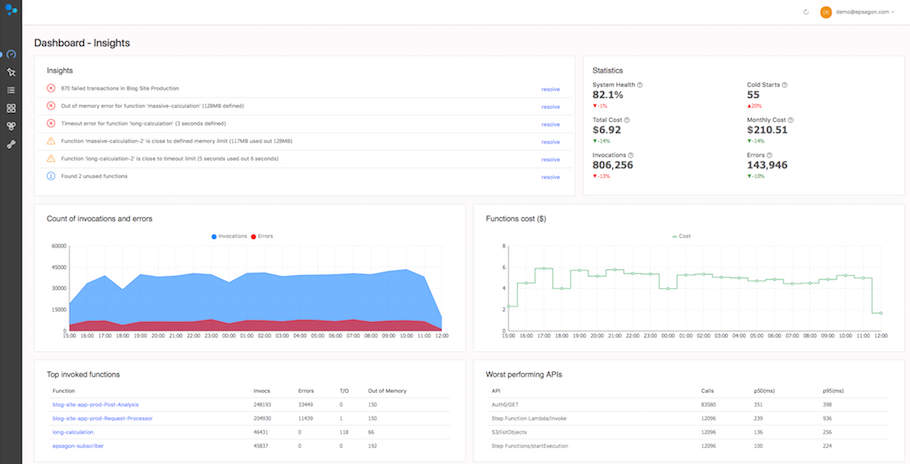 demo@epsagon.com
Dashboard - Insights
Insights
870 failed transactions in Blog Site Production resolve
Out of memory error for function 'massive-calculation' (128MB defined) resolve
Timeout error for function 'long-calculation' (3 seconds defined) resolve
Function 'massive-calculation-2' is close to defined memory limit (117MB used out 128MB) resolve
Function 'long-calculation-2' is close to timeout limit (5 seconds used out 6 seconds) resolve
Found 2 unused functions resolve
Statistics
System Health Cold Starts
82.1% 55
▼-1% ▲20%
Total Cost Monthly Cost
$6.92 $210.51
▼-14% ▼-14%
Invocations Errors
806,256 143,946
▼-13% ▼-10%
Count of invocations and errors
Invocations Errors
60000
45000
30000
15000
0
15:00 16:00 17:00 18:00 19:00 20:00 21:00 22:00 23:00 00:00 01:00 02:00 03:00 04:00 05:00 06:00 07:00 08:00 09:00 10:00 11:00 12:00
Functions cost ($)
Cost
8
6
4
2
0
15:00 16:00 17:00 18:00 19:00 20:00 21:00 22:00 23:00 00:00 01:00 02:00 03:00 04:00 05:00 06:00 07:00 08:00 09:00 10:00 11:00 12:00
Top invoked functions
Function Invocs Errors T/O Out of Memory
blog-site-app-prod-Post-Analysis 248193 33449 0 150
blog-site-app-prod-Request-Processor 204930 11439 1 150
long-calculation 46431 0 118 66
epsagon-subscriber 45837 0 0 192
Worst performing APIs
API Calls p50(ms) p95(ms)
Auth0/GET 83580 351 398
Step Function Lambda/invoke 12096 239 936
S3/listObjects 12096 136 256
Step Functions/startExecution 12096 100 224